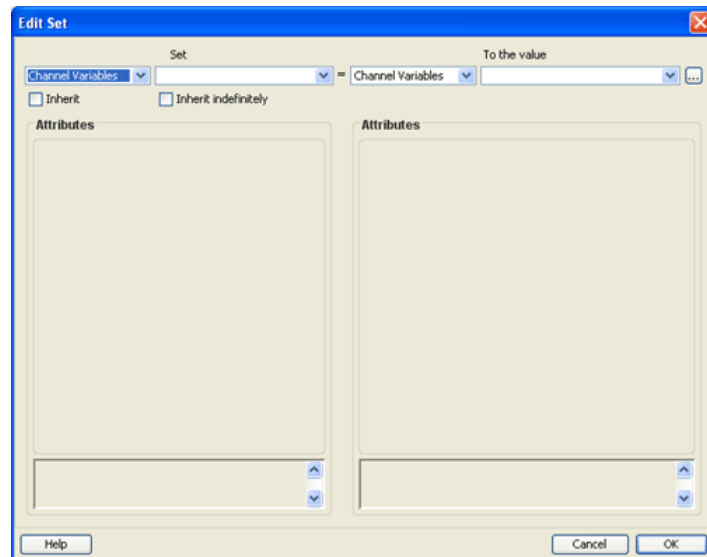 Edit Set
Set To the value
Channel Variables = Channel Variables ...
Inherit Inherit indefinitely
Attributes Attributes
Help Cancel OK